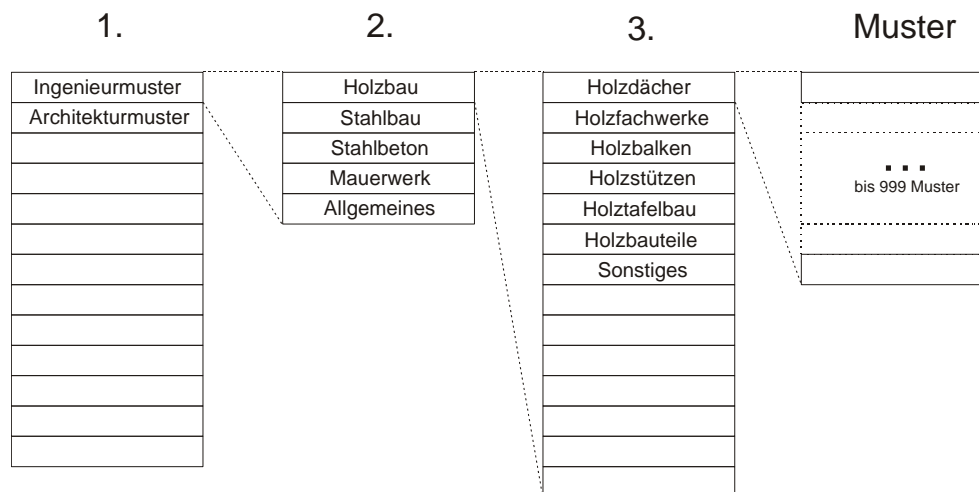 1.
2.
3.
Muster
Ingenieurmuster
Architekturmuster
Holzbau
Stahlbau
Stahlbeton
Mauerwerk
Allgemeines
Holzdächer
Holzfachwerke
Holzbalken
Holzstützen
Holztafelbau
Holzbauteile
Sonstiges
...
bis 999 Muster